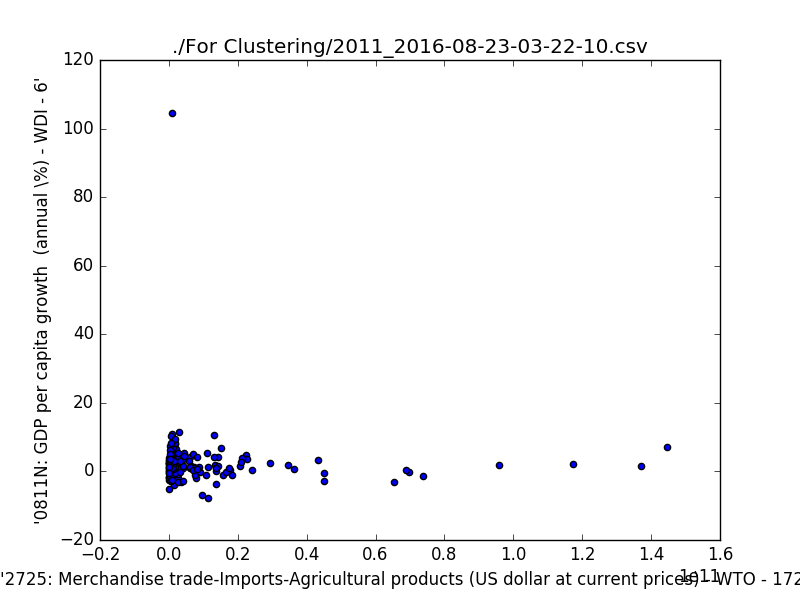 ./For Clustering/2011_2016-08-23-03-22-10.csv
120
100
80
60
40
20
0
−20
'0811N: GDP per capita growth  (annual \%) - WDI - 6'
−0.2 0.0 0.2 0.4 0.6 0.8 1.0 1.2 1.4 1.6
1e11
'2725: Merchandise trade-Imports-Agricultural products (US dollar at current prices) - WTO - 172